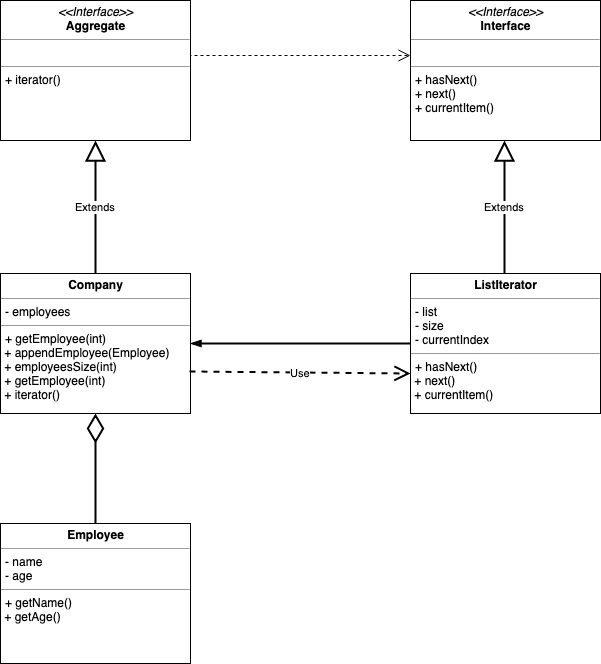 <<Interface>>
Aggregate
+ iterator()
<<Interface>>
Interface
+ hasNext()
+ next()
+ currentItem()
Extends
Extends
Company
- employees
+ getEmployee(int)
+ appendEmployee(Employee)
+ employeesSize(int)
+ getEmployee(int)
+ iterator()
ListIterator
- list
- size
- currentIndex
+ hasNext()
+ next()
+ currentItem()
Use
Employee
- name
- age
+ getName()
+ getAge()